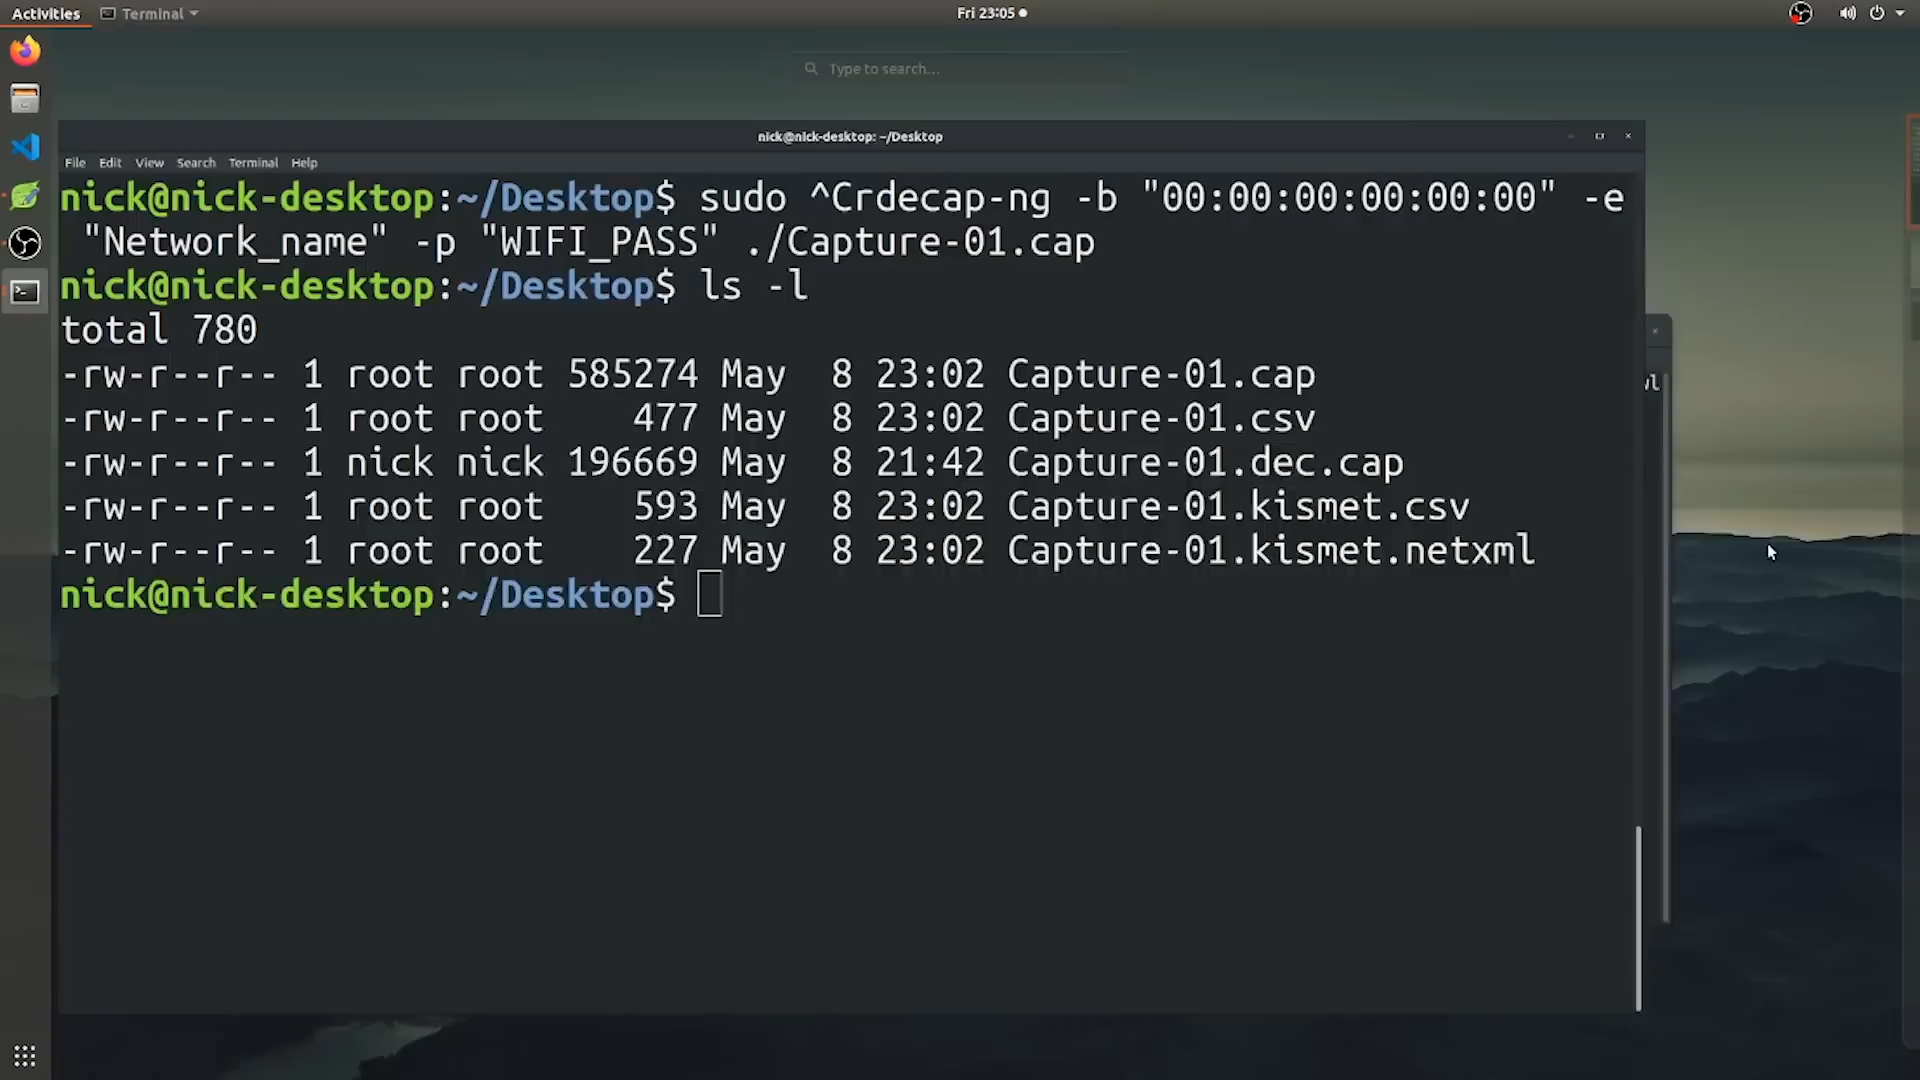 Activities Terminal Fri 23:05
Type to search...
nick@nick-desktop: ~/Desktop
File Edit View Search Terminal Help
nick@nick-desktop:~/Desktop$ sudo ^Crdecap-ng -b "00:00:00:00:00:00" -e
"Network_name" -p "WIFI_PASS" ./Capture-01.cap
nick@nick-desktop:~/Desktop$ ls -l
total 780
-rw-r--r-- 1 root root 585274 May  8 23:02 Capture-01.cap
-rw-r--r-- 1 root root    477 May  8 23:02 Capture-01.csv
-rw-r--r-- 1 nick nick 196669 May  8 21:42 Capture-01.dec.cap
-rw-r--r-- 1 root root    593 May  8 23:02 Capture-01.kismet.csv
-rw-r--r-- 1 root root    227 May  8 23:02 Capture-01.kismet.netxml
nick@nick-desktop:~/Desktop$